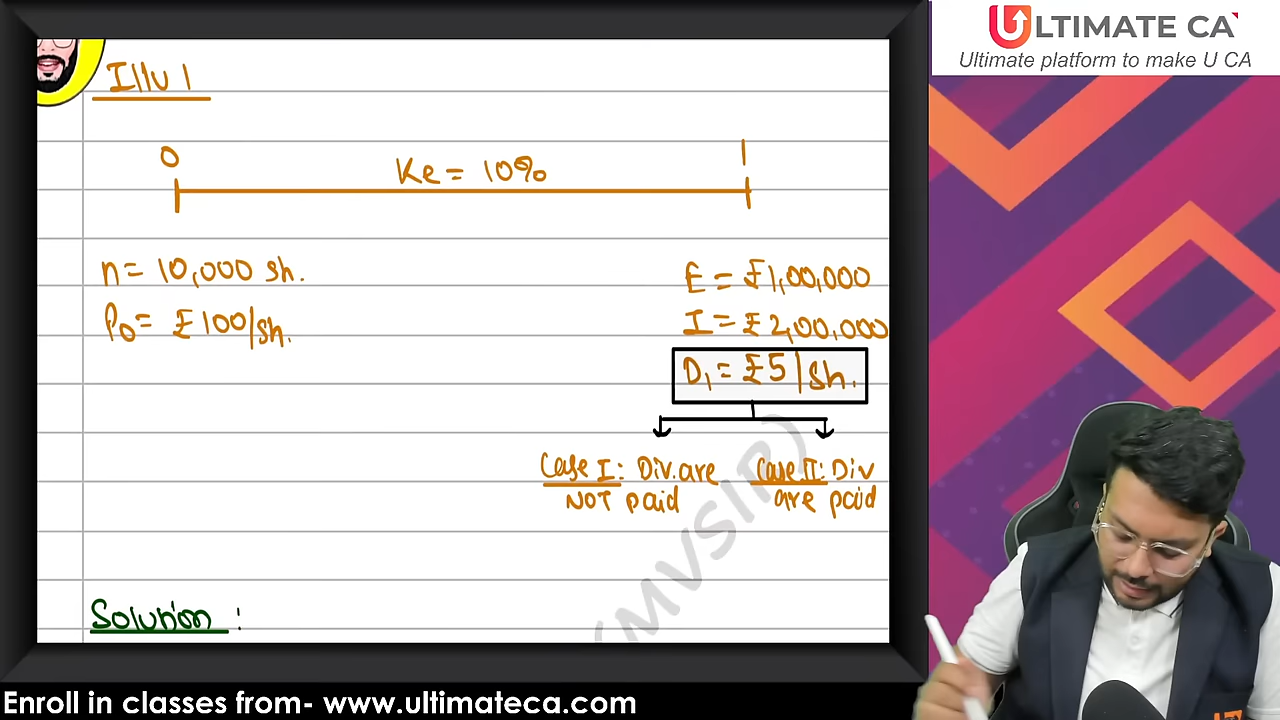 ULTIMATE CA
Ultimate platform to make U CA
Illu 1
0
Ke = 10%
1
n = 10,000 sh.
P0 = ₹100/sh.
E = ₹1,00,000
I = ₹2,00,000
D1 = ₹5/sh.
Case I: Div. are
NOT paid
Case II: Div
are paid
(MVSIR)
Solution :
Enroll in classes from- www.ultimateca.com